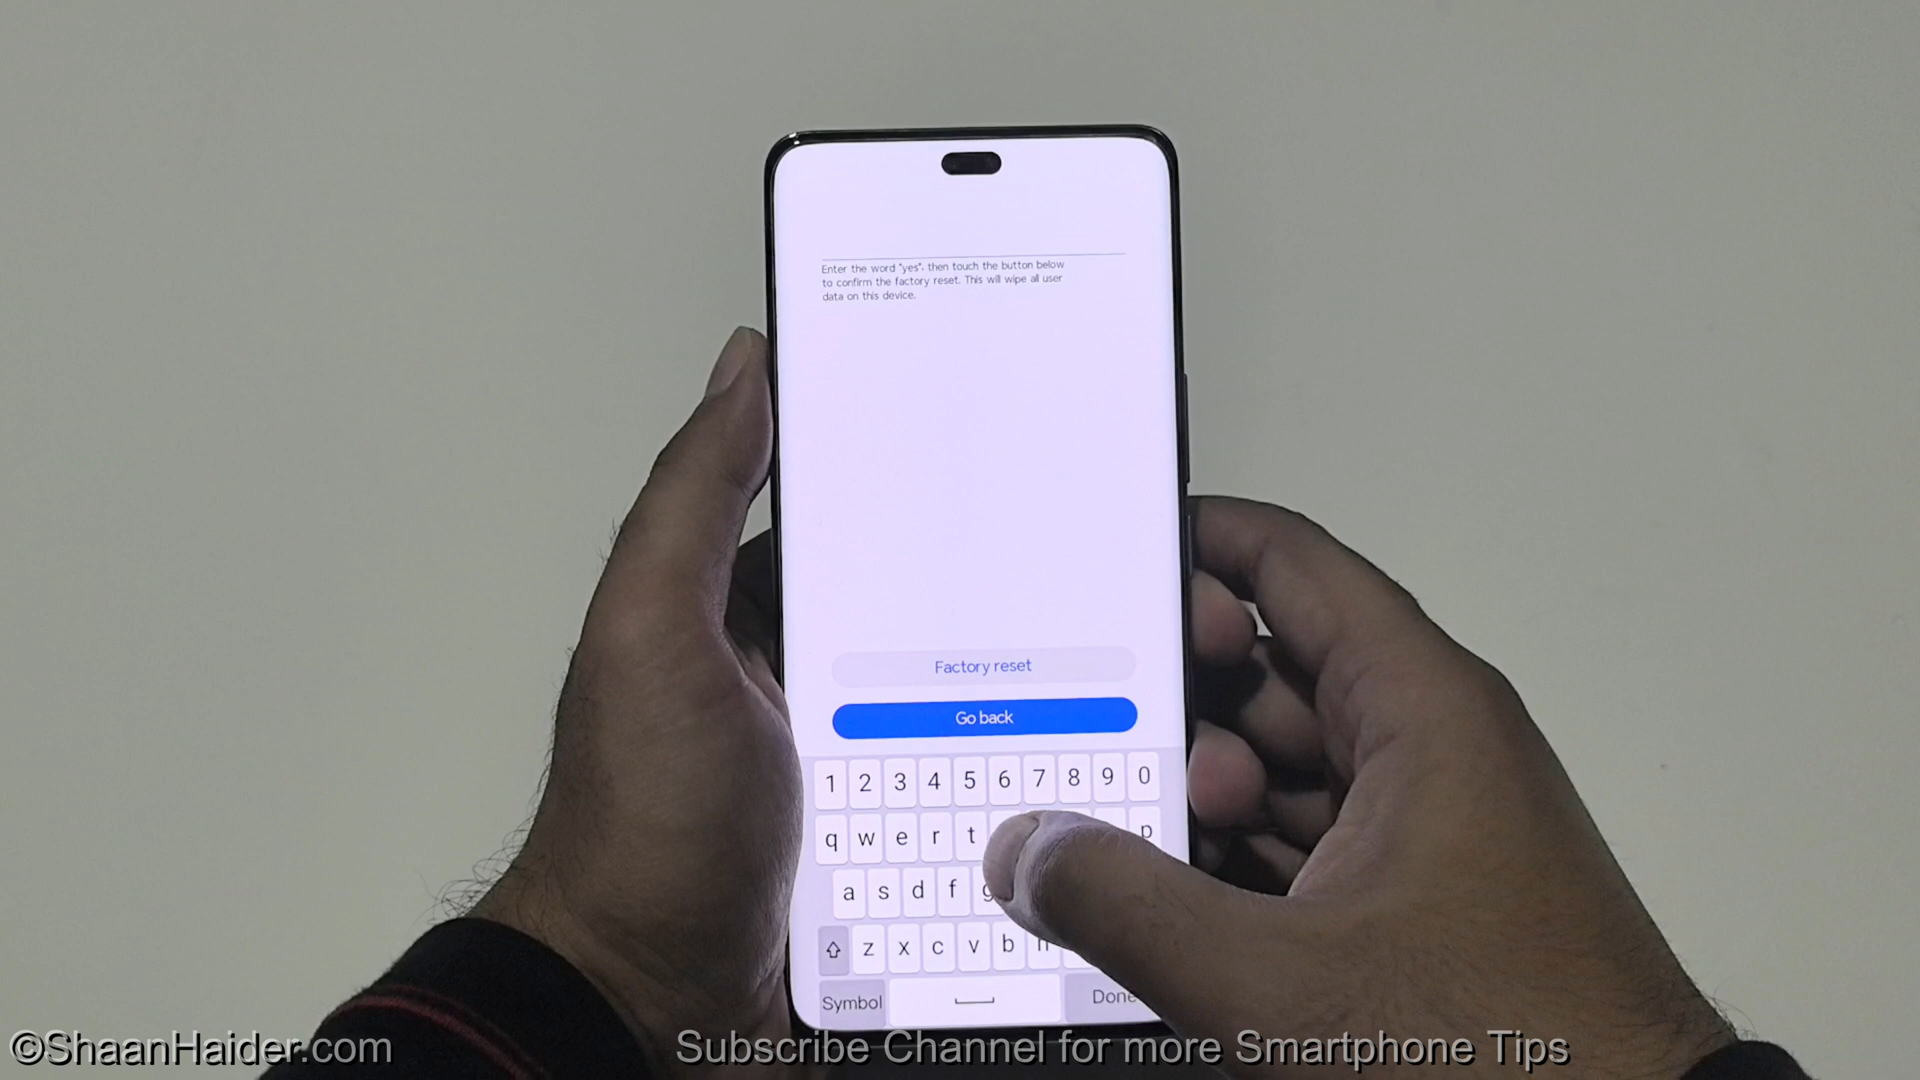 Enter the word "yes", then touch the button below
to confirm the factory reset. This will wipe all user
data on this device.
Factory reset
Go back
1 2 3 4 5 6 7 8 9 0
q w e r t p
a s d f g
z x c v b n
Symbol Done
©ShaanHaider.com
Subscribe Channel for more Smartphone Tips